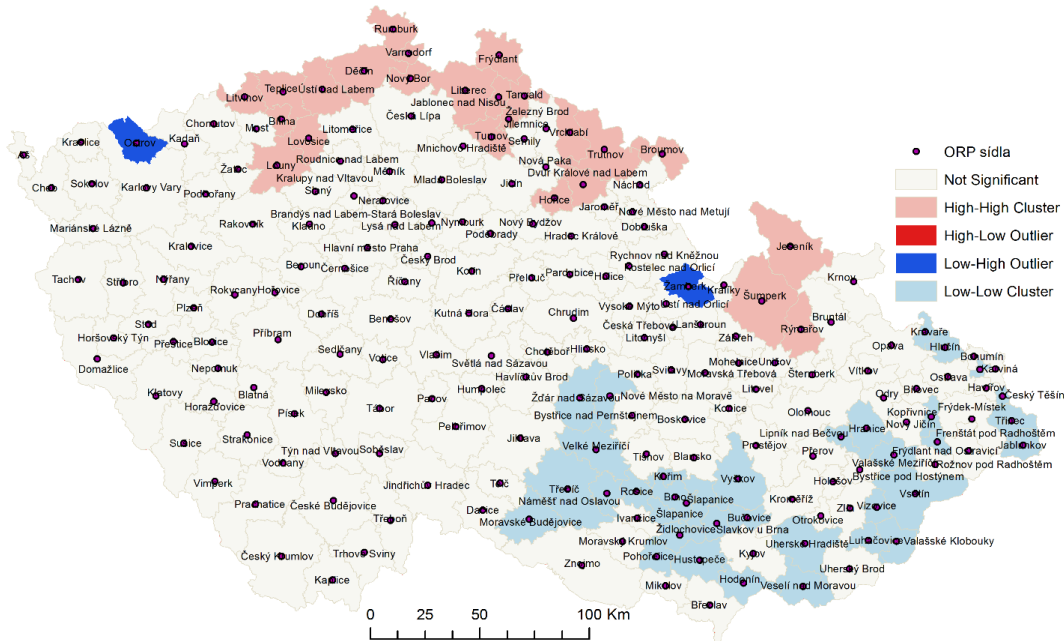 Rumburk
Varnsdorf
Frýdlant
Děčín
Nový Bor
Teplice
Ústí nad Labem
Liberec
Litvínov
Jablonec nad Nisou
Tanvald
Česká Lípa
Železný Brod
Bílina
Chomutov
Most
Litoměřice
Jilemnice
Vrchlabí
Ostrov
Kadaň
Lovosice
Turnov
Semily
Kraslice
Mnichovo Hradiště
Trutnov
Broumov
Aš
Roudnice nad Labem
Nová Paka
Žatec
Louny
Mělník
Dvůr Králové nad Labem
Kralupy nad Vltavou
Mladá Boleslav
Jičín
Náchod
Cheb
Sokolov
Karlovy Vary
Podbořany
Slaný
Neratovice
Hořice
Jaroměř
Nové Město nad Metují
Brandýs nad Labem-Stará Boleslav
Mariánské Lázně
Rakovník
Kladno
Lysá nad Labem
Nymburk
Nový Bydžov
Dobruška
Poděbrady
Hradec Králové
Jeseník
Kralovice
Hlavní město Praha
Český Brod
Rychnov nad Kněžnou
Beroun
Černošice
Kolín
Pardubice
Kostelec nad Orlicí
Tachov
Stříbro
Nýřany
Říčany
Přelouč
Holice
Žamberk
Králíky
Krnov
Rokycany
Hořovice
Šumperk
Plzeň
Kutná Hora
Čáslav
Vysoké Mýto
Ústí nad Orlicí
Dobříš
Benešov
Chrudim
Bruntál
Stod
Česká Třebová
Lanškroun
Rýmařov
Horšovský Týn
Přeštice
Blovice
Příbram
Litomyšl
Zábřeh
Kravaře
Opava
Hlučín
Sedlčany
Votice
Vlašim
Chotěboř
Hlinsko
Bohumín
Domažlice
Světlá nad Sázavou
Mohelnice
Uničov
Nepomuk
Svitavy
Moravská Třebová
Šternberk
Vítkov
Karviná
Havlíčkův Brod
Polička
Ostrava
Klatovy
Blatná
Milevsko
Humpolec
Litovel
Bílovec
Havířov
Horažďovice
Pacov
Žďár nad Sázavou
Nové Město na Moravě
Odry
Český Těšín
Písek
Tábor
Bystřice nad Pernštejnem
Konice
Olomouc
Kopřivnice
Frýdek-Místek
Boskovice
Nový Jičín
Třinec
Strakonice
Pelhřimov
Lipník nad Bečvou
Hranice
Frenštát pod Radhoštěm
Sušice
Jihlava
Velké Meziříčí
Prostějov
Jablunkov
Týn nad Vltavou
Soběslav
Tišnov
Blansko
Přerov
Frýdlant nad Ostravicí
Vodňany
Valašské Meziříčí
Rožnov pod Radhoštěm
Vimperk
Jindřichův Hradec
Telč
Třebíč
Kuřim
Vyškov
Bystřice pod Hostýnem
Holešov
Prachatice
České Budějovice
Náměšť nad Oslavou
Rosice
Brno
Šlapanice
Kroměříž
Vsetín
Dačice
Šlapanice
Zlín
Vizovice
Třeboň
Moravské Budějovice
Ivančice
Bučovice
Otrokovice
Židlochovice
Slavkov u Brna
Moravský Krumlov
Uherské Hradiště
Luhačovice
Valašské Klobouky
Český Krumlov
Trhové Sviny
Pohořelice
Hustopeče
Kyjov
Znojmo
Uherský Brod
Kaplice
Mikulov
Hodonín
Veselí nad Moravou
Břeclav
ORP sídla
Not Significant
High-High Cluster
High-Low Outlier
Low-High Outlier
Low-Low Cluster
0 25 50 100 Km